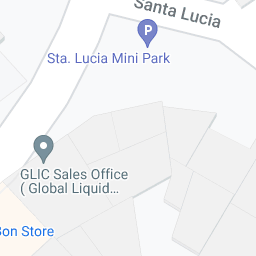 Santa Lucia
P
Sta. Lucia Mini Park
GLIC Sales Office
( Global Liquid...
Bon Store